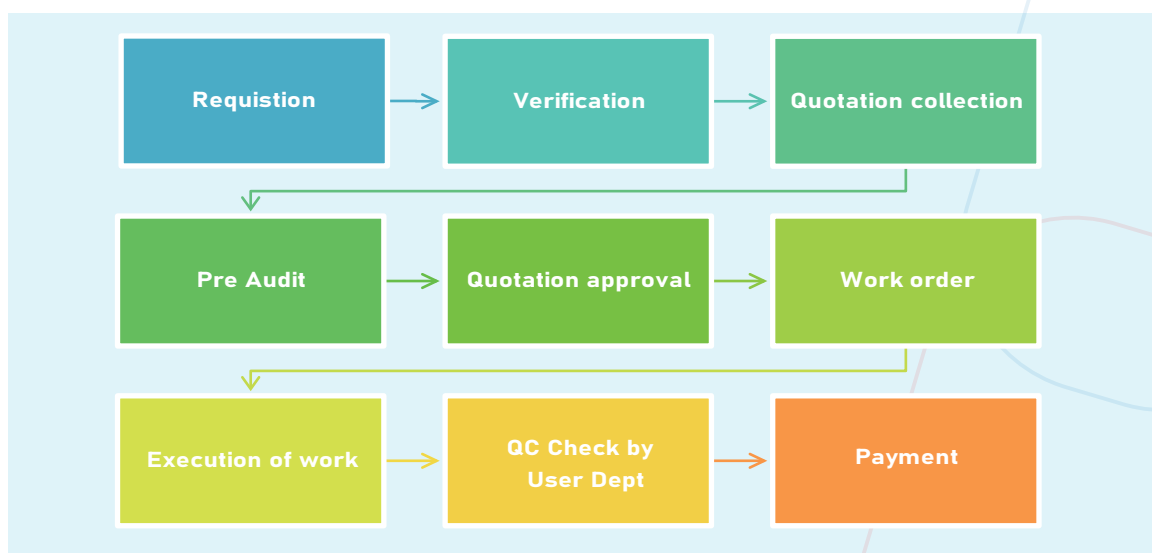 Requistion
Verification
Quotation collection
Pre Audit
Quotation approval
Work order
Execution of work
QC Check by
User Dept
Payment